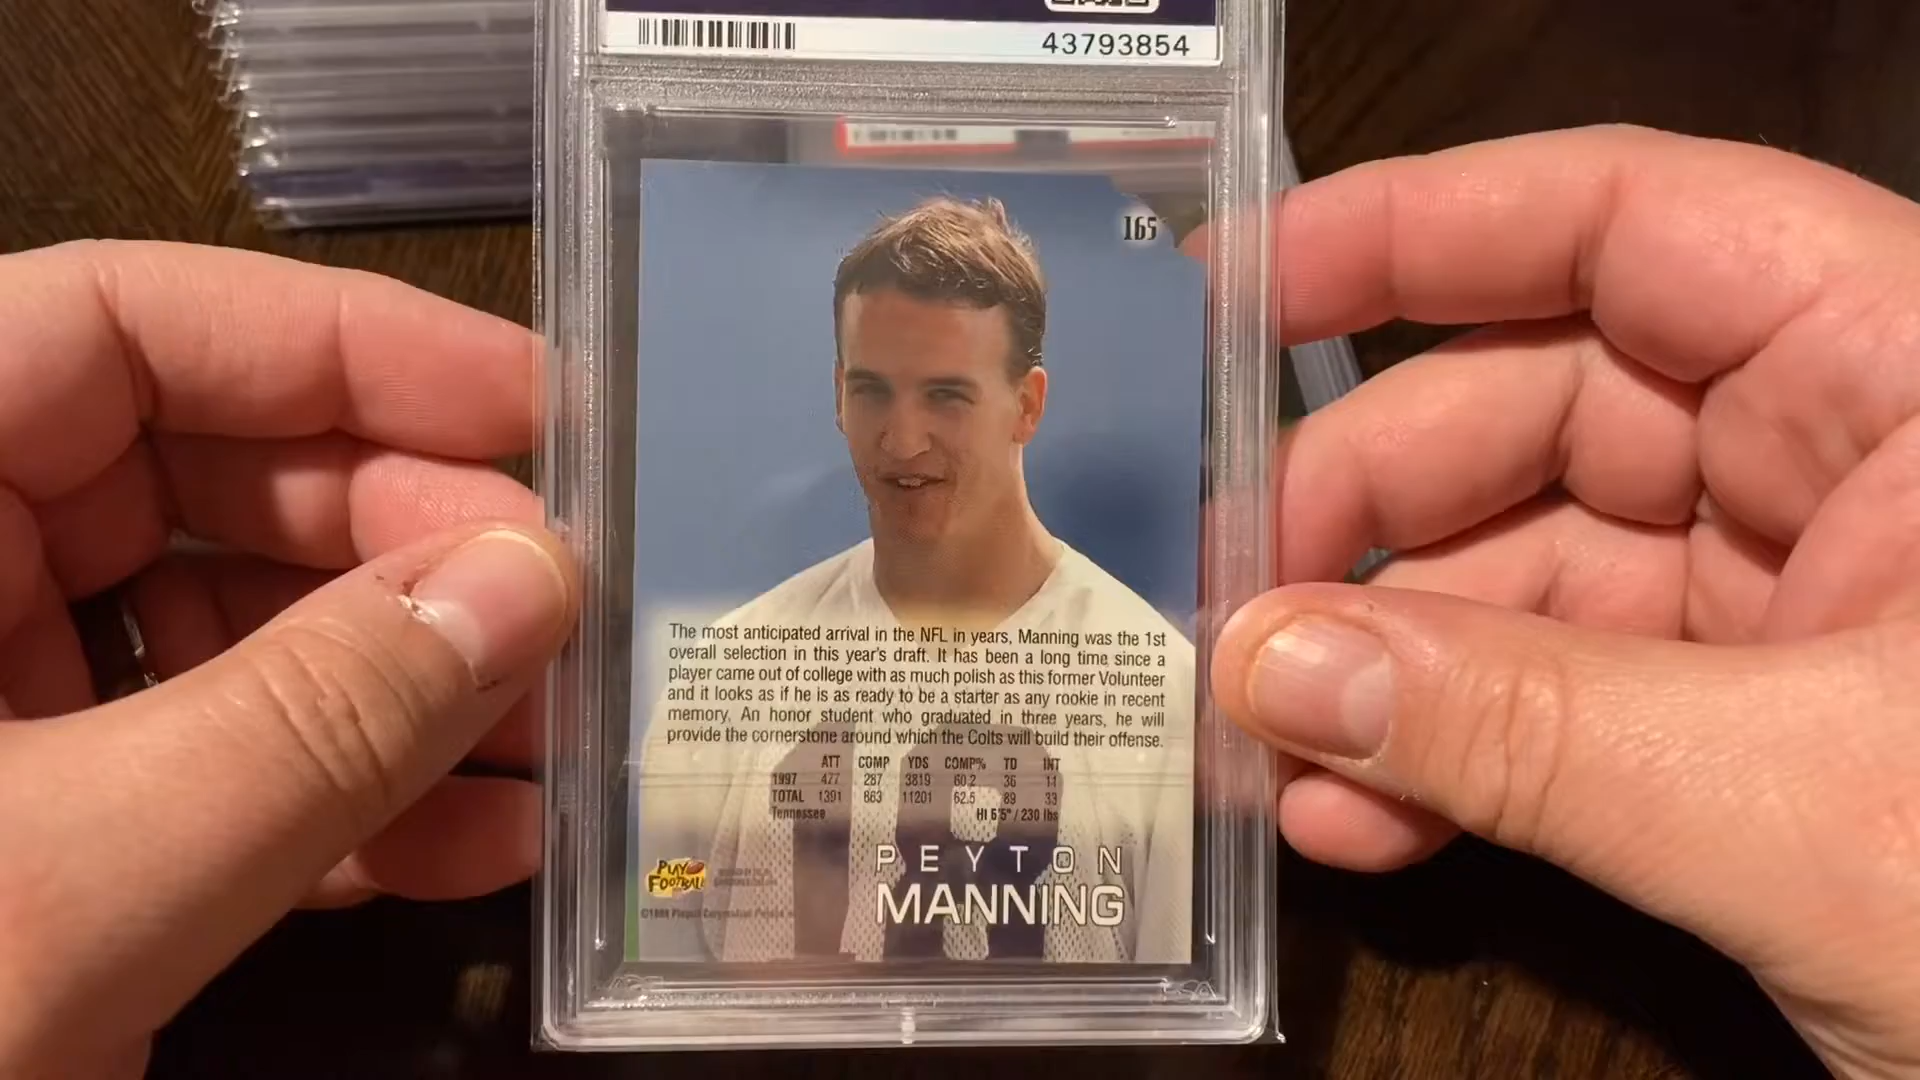 43793854
165
The most anticipated arrival in the NFL in years, Manning was the 1st
overall selection in this year's draft. It has been a long time since a
player came out of college with as much polish as this former Volunteer
and it looks as if he is as ready to be a starter as any rookie in recent
memory. An honor student who graduated in three years, he will
provide the cornerstone around which the Colts will build their offense.
ATT COMP YDS COMP% TD INT
1997 477 287 3819 60.2 36 11
TOTAL 1391 863 11201 62.5 89 33
Tennessee Ht 6'5" / 230 lbs
PEYTON
MANNING
PLAY
FOOTBALL